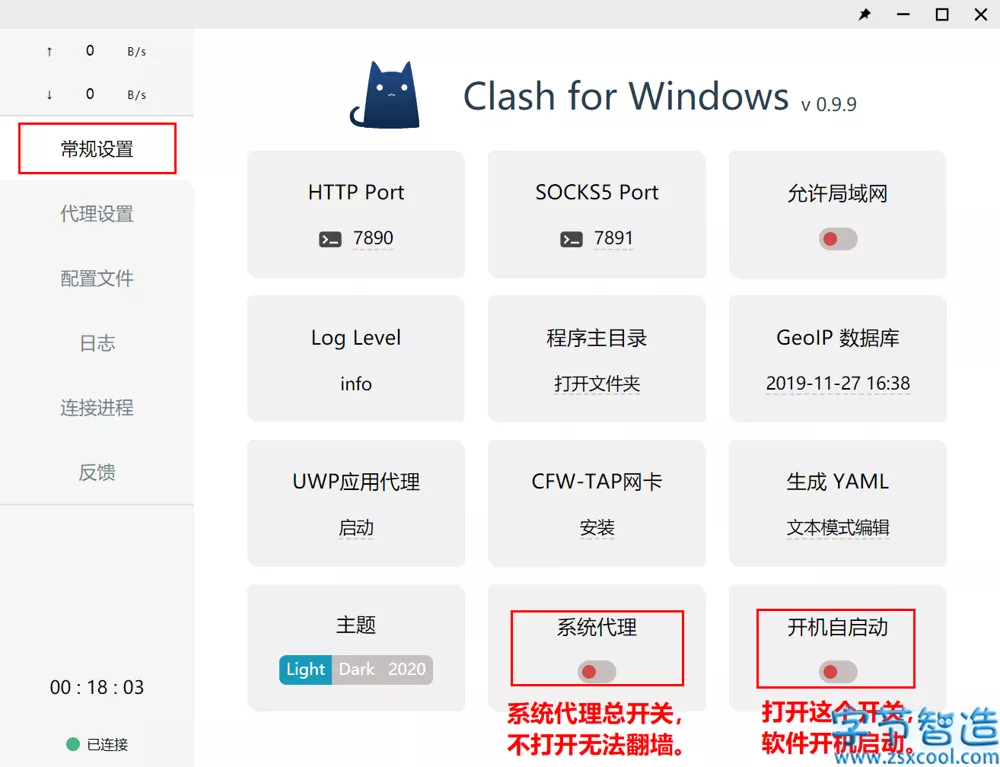 ↑ 0 B/s
↓ 0 B/s
常规设置
代理设置
配置文件
日志
连接进程
反馈
00 : 18 : 03
已连接
Clash for Windows v 0.9.9
HTTP Port
7890
SOCKS5 Port
7891
允许局域网
Log Level
info
程序主目录
打开文件夹
GeoIP 数据库
2019-11-27 16:38
UWP应用代理
启动
CFW-TAP网卡
安装
生成 YAML
文本模式编辑
主题
Light Dark 2020
系统代理
系统代理总开关,
不打开无法翻墙。
开机自启动
打开这个开关,
软件开机启动。
字节智造
www.zsxcool.com